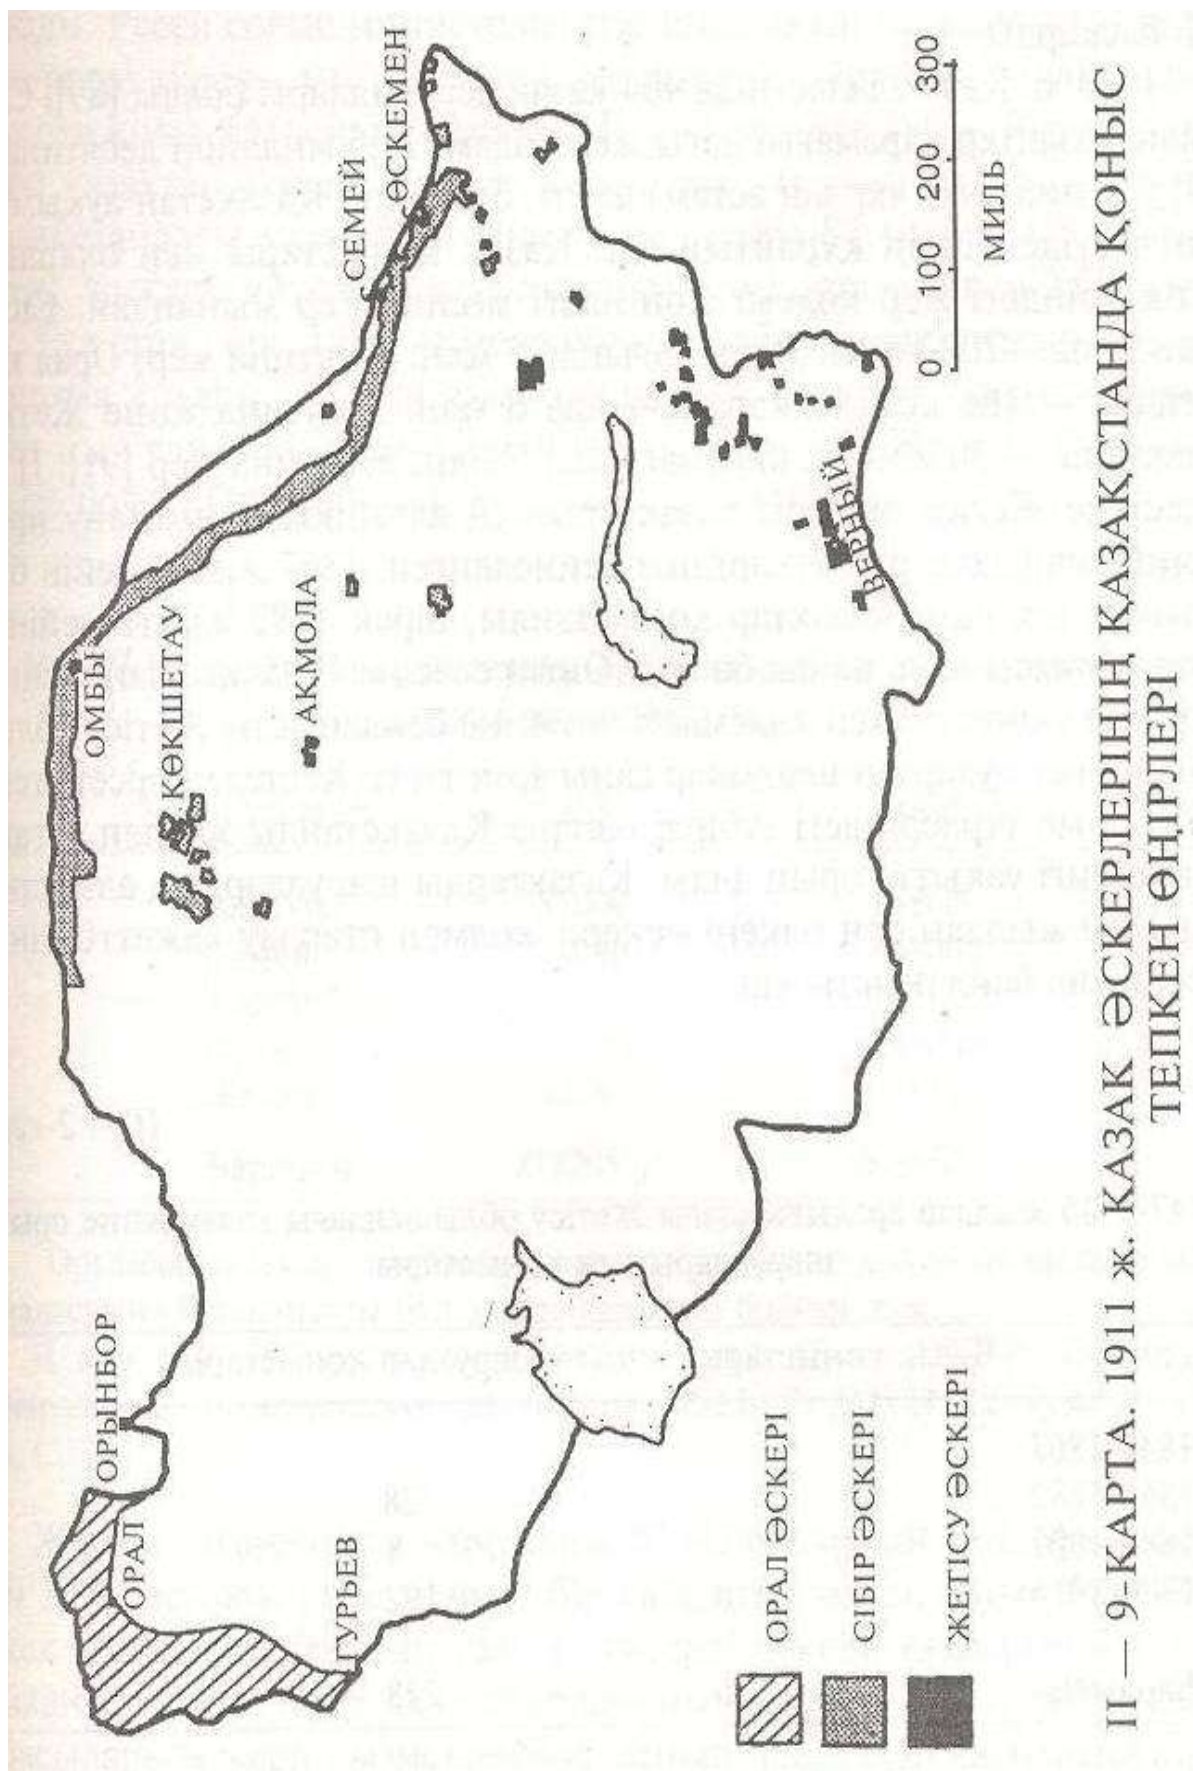 ОМБЫ
КӨКШЕТАУ
АҚМОЛА
СЕМЕЙ
ӨСКЕМЕН
ОРЫНБОР
ОРАЛ
ГУРЬЕВ
ВЕРНЫЙ
ОРАЛ ӘСКЕРІ
СІБІР ӘСКЕРІ
ЖЕТІСУ ӘСКЕРІ
0 100 200 300
МИЛЬ
II — 9-КАРТА. 1911 ж. КАЗАК ӘСКЕРЛЕРІНІҢ ҚАЗАҚСТАНДА ҚОНЫС
ТЕПКЕН ӨҢІРЛЕРІ